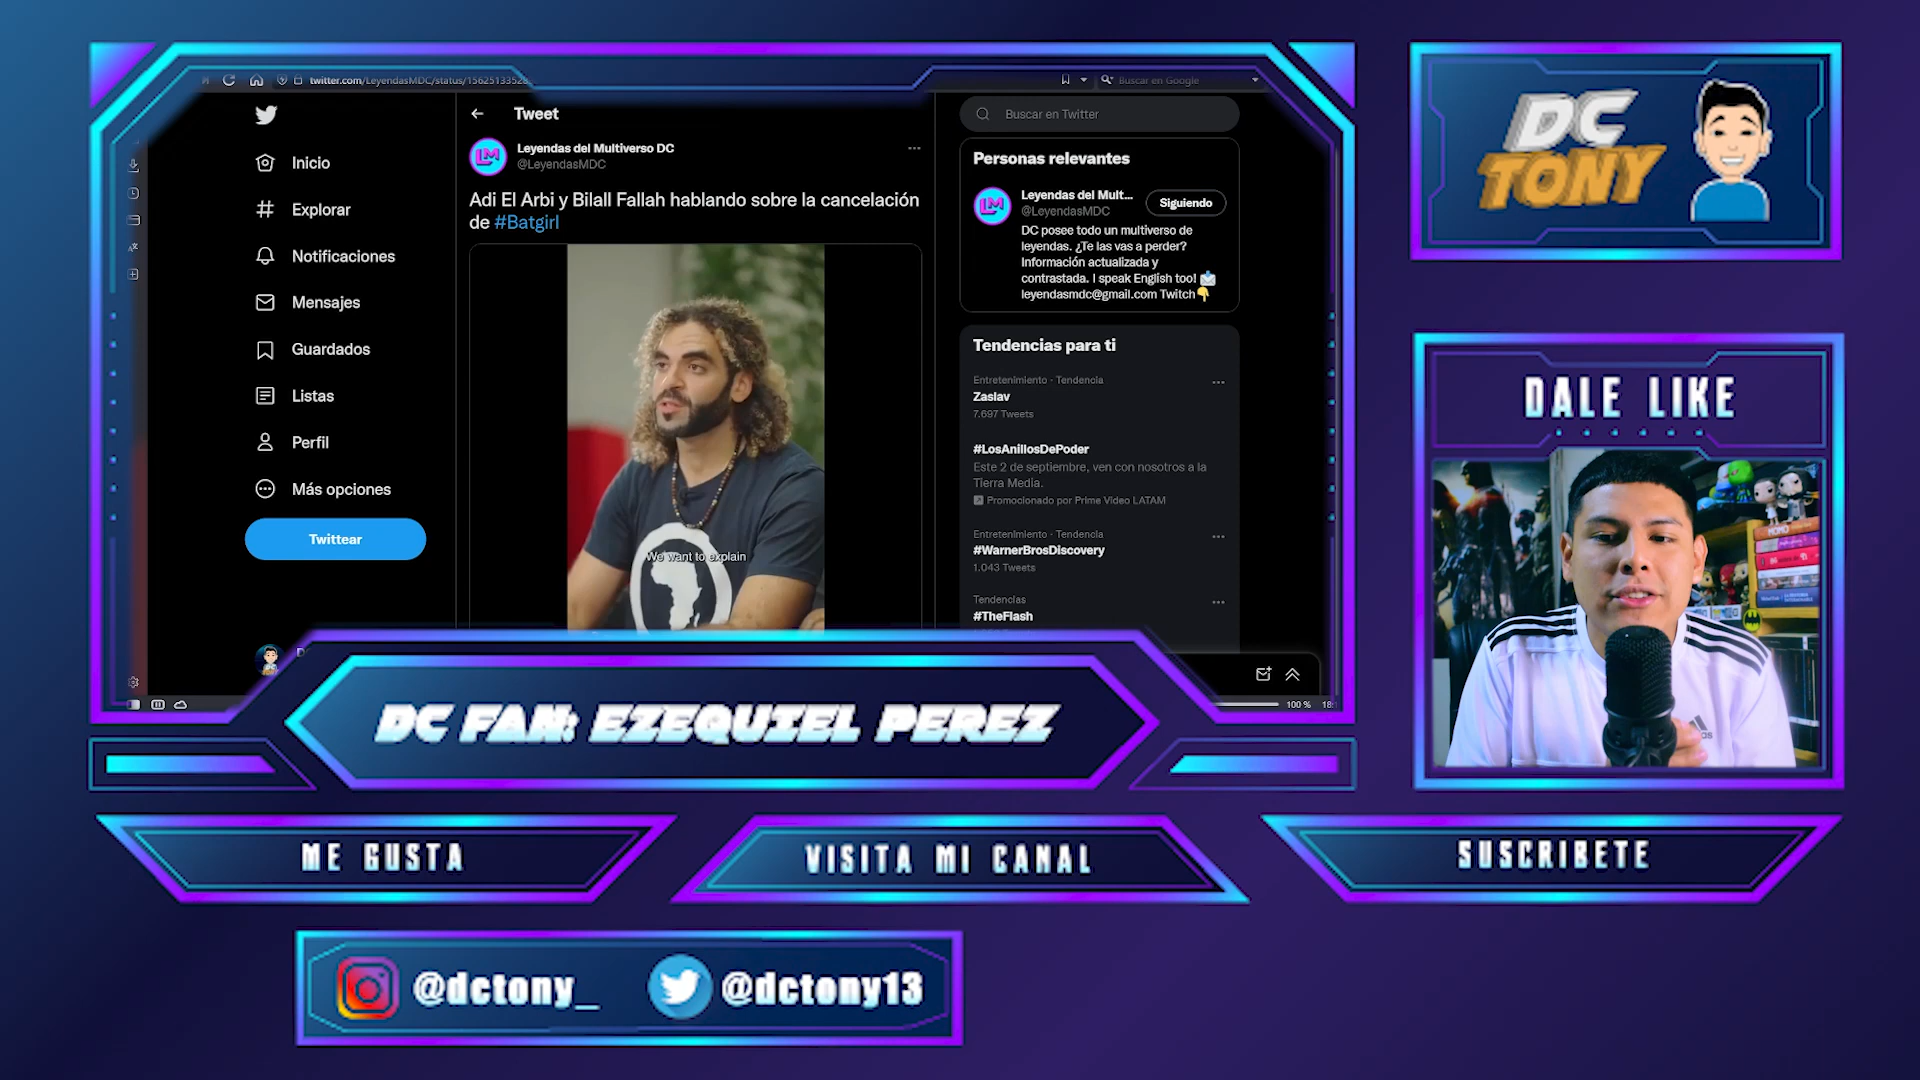 twitter.com/LeyendasMDC/status/15625133528
Buscar en Google
Inicio
Explorar
Notificaciones
Mensajes
Guardados
Listas
Perfil
Más opciones
Twittear
Tweet
Leyendas del Multiverso DC
@LeyendasMDC
Adi El Arbi y Bilall Fallah hablando sobre la cancelación
de #Batgirl
We want to explain
Buscar en Twitter
Personas relevantes
Leyendas del Mult...
@LeyendasMDC
Siguiendo
DC posee todo un multiverso de
leyendas. ¿Te las vas a perder?
Información actualizada y
contrastada. I speak English too!
leyendasmdc@gmail.com Twitch
Tendencias para ti
Entretenimiento · Tendencia
Zaslav
7.697 Tweets
#LosAnillosDePoder
Este 2 de septiembre, ven con nosotros a la
Tierra Media.
Promocionado por Prime Video LATAM
Entretenimiento · Tendencia
#WarnerBrosDiscovery
1.043 Tweets
Tendencias
#TheFlash
100 %
DC
TONY
DALE LIKE
DC FAN: EZEQUIEL PEREZ
ME GUSTA
VISITA MI CANAL
SUSCRIBETE
@dctony_
@dctony13